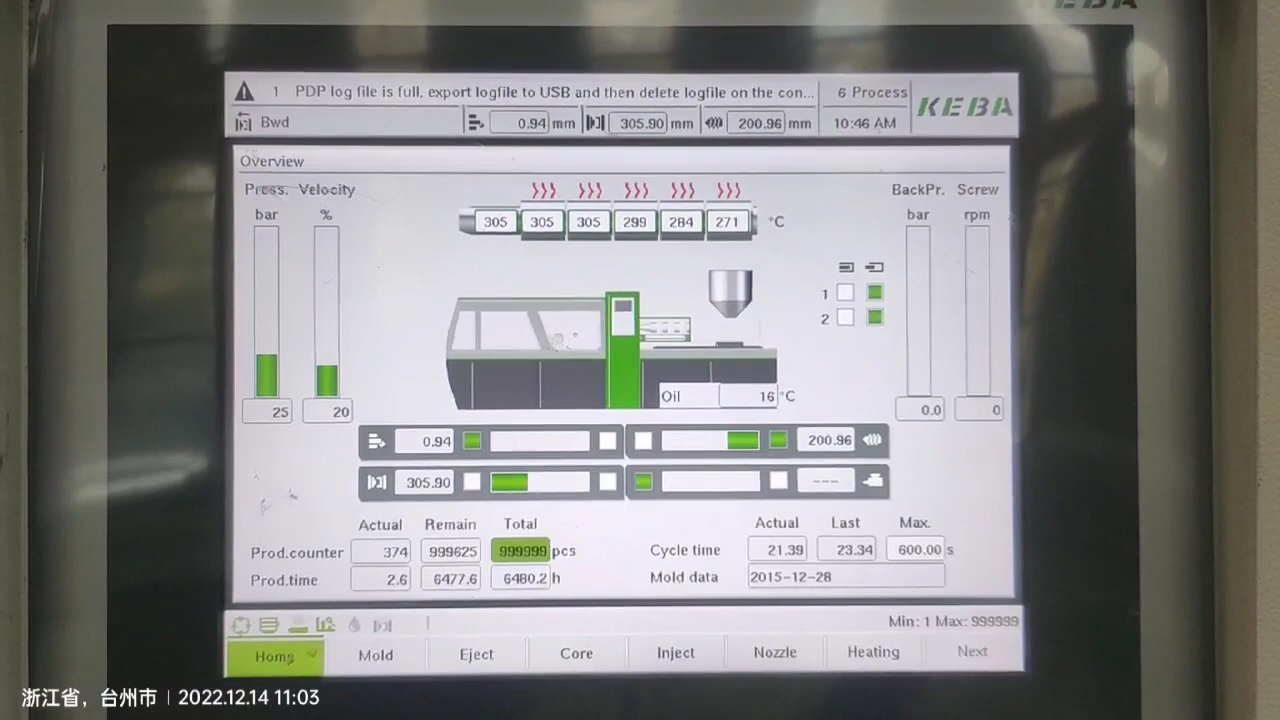 KEBA
1 PDP log file is full, export logfile to USB and then delete logfile on the con... 6 Process
KEBA
Bwd 0.94 mm 305.90 mm 200.96 mm 10:46 AM
Overview
Press. Velocity BackPr. Screw
bar % bar rpm
305 305 305 299 284 271 °C
1
2
Oil 16 °C
25 20 0.0 0
0.94 200.96
305.90 ---
Actual Remain Total Actual Last Max.
Prod.counter 374 999625 999999 pcs Cycle time 21.39 23.34 600.00 s
Prod.time 2.6 6477.6 6480.2 h Mold data 2015-12-28
Min: 1 Max: 999999
Home Mold Eject Core Inject Nozzle Heating Next
浙江省，台州市 | 2022.12.14 11:03